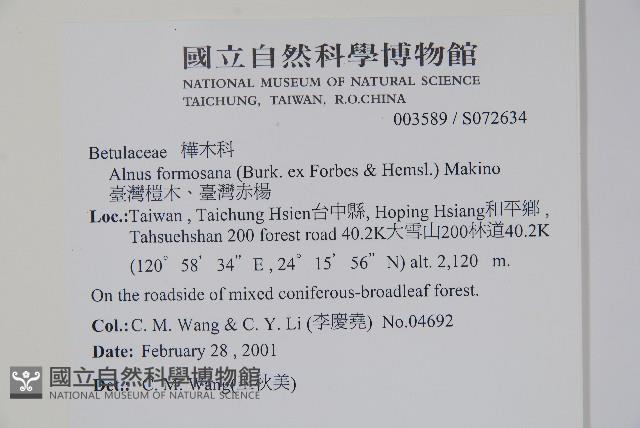 國立自然科學博物館
NATIONAL MUSEUM OF NATURAL SCIENCE
TAICHUNG, TAIWAN, R.O.CHINA
003589 / S072634
Betulaceae 樺木科
Alnus formosana (Burk. ex Forbes & Hemsl.) Makino
臺灣榿木、臺灣赤楊
Loc.:Taiwan , Taichung Hsien台中縣, Hoping Hsiang和平鄉 ,
Tahsuehshan 200 forest road 40.2K大雪山200林道40.2K
(120° 58' 34" E , 24° 15' 56" N) alt. 2,120 m.
On the roadside of mixed coniferous-broadleaf forest.
Col.: C. M. Wang & C. Y. Li (李慶堯) No.04692
Date: February 28 , 2001
Det.: C. M. Wang( 秋美)
國立自然科學博物館
NATIONAL MUSEUM OF NATURAL SCIENCE